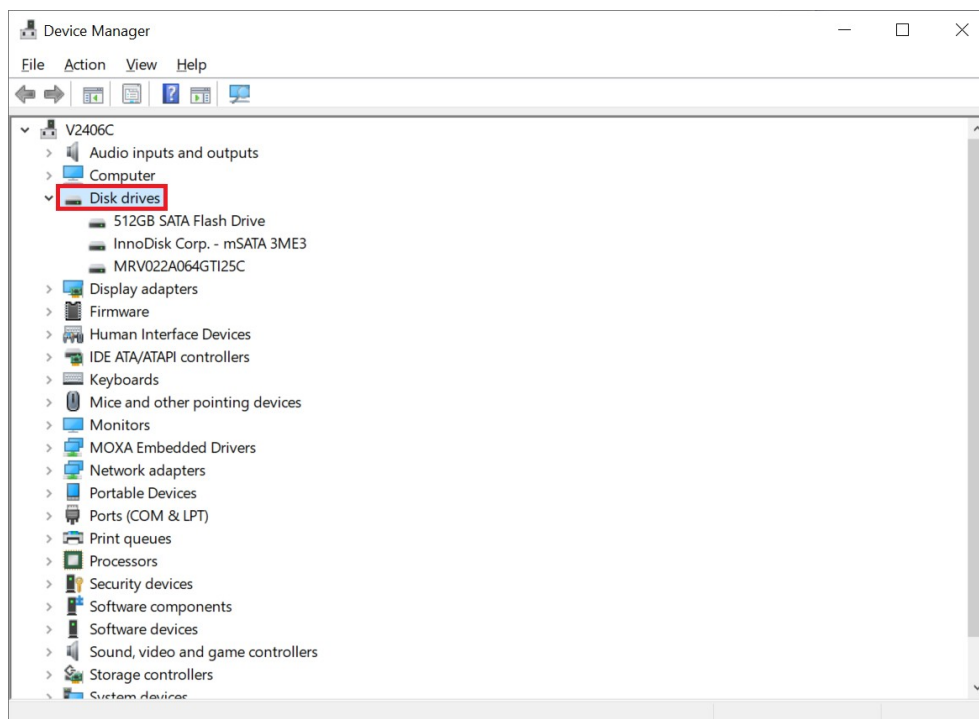 Device Manager
File Action View Help
V2406C
Audio inputs and outputs
Computer
Disk drives
512GB SATA Flash Drive
InnoDisk Corp. - mSATA 3ME3
MRV022A064GTI25C
Display adapters
Firmware
Human Interface Devices
IDE ATA/ATAPI controllers
Keyboards
Mice and other pointing devices
Monitors
MOXA Embedded Drivers
Network adapters
Portable Devices
Ports (COM & LPT)
Print queues
Processors
Security devices
Software components
Software devices
Sound, video and game controllers
Storage controllers
System devices